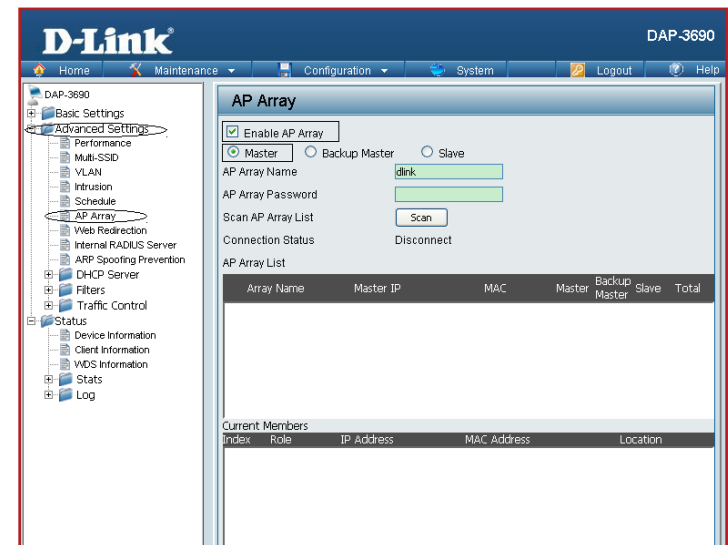 D-Link®
DAP-3690
Home Maintenance Configuration System Logout Help
DAP-3690
Basic Settings
Advanced Settings
Performance
Multi-SSID
VLAN
Intrusion
Schedule
AP Array
Web Redirection
Internal RADIUS Server
ARP Spoofing Prevention
DHCP Server
Filters
Traffic Control
Status
Device Information
Client Information
WDS Information
Stats
Log
AP Array
Enable AP Array
Master Backup Master Slave
AP Array Name dlink
AP Array Password
Scan AP Array List Scan
Connection Status Disconnect
AP Array List
Array Name Master IP MAC Master Backup Master Slave Total
Current Members
Index Role IP Address MAC Address Location